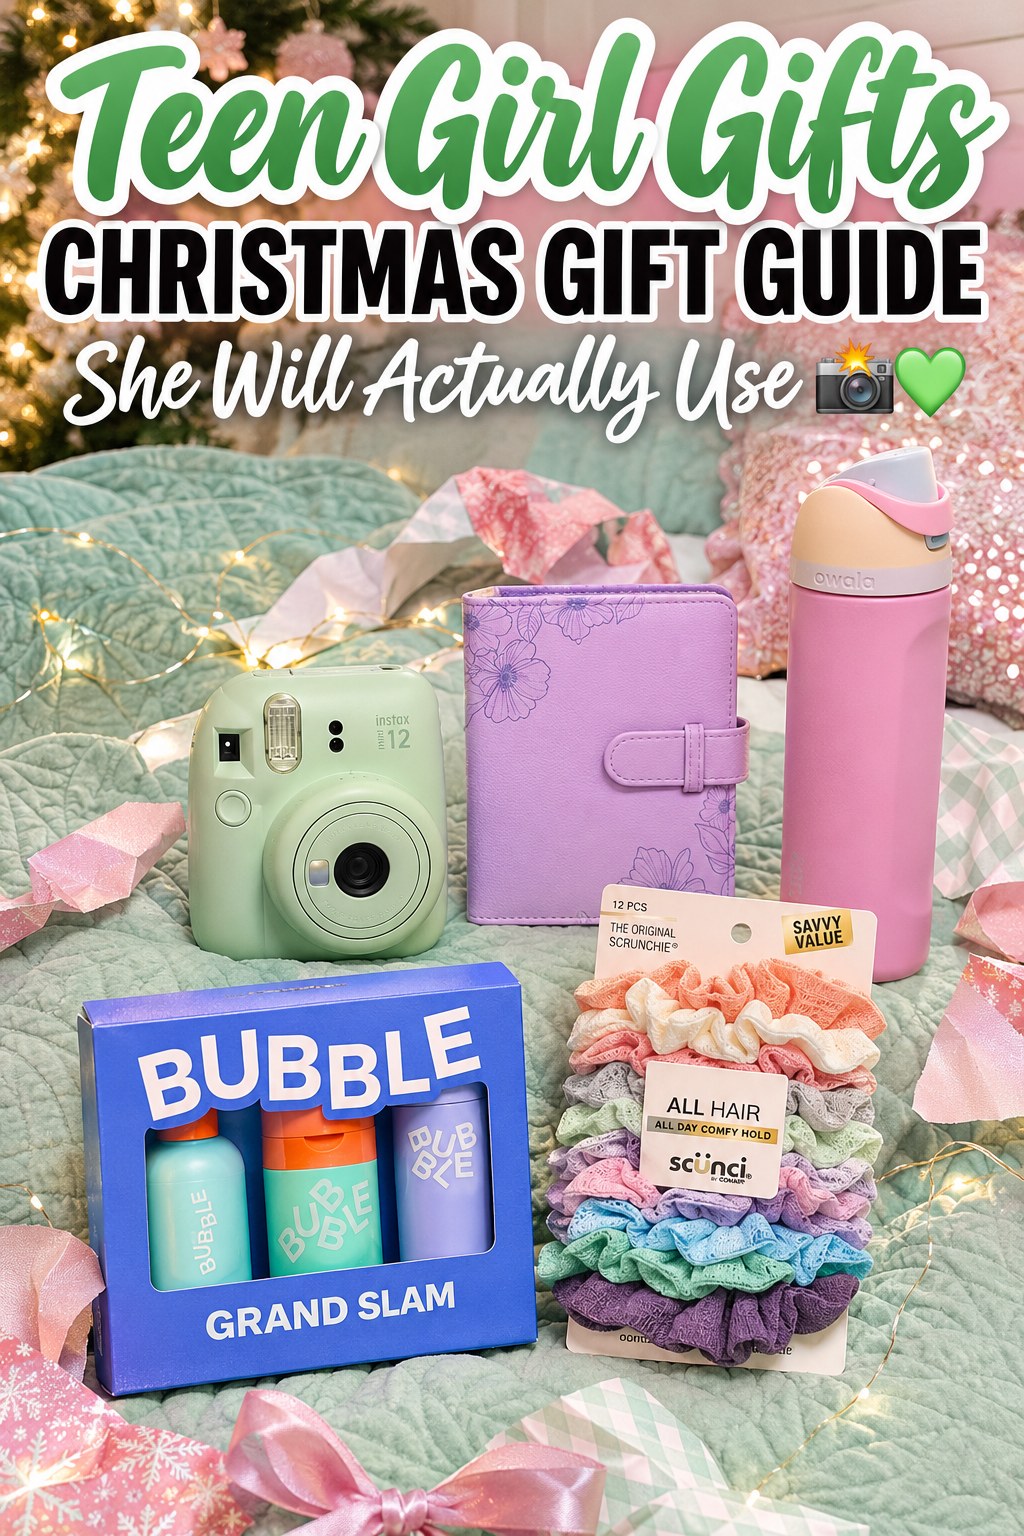 Teen Girl Gifts
CHRISTMAS GIFT GUIDE
She Will Actually Use 📸💚
owala
instax
mini 12
12 PCS
THE ORIGINAL
SCRUNCHIE®
SAVVY
VALUE
ALL HAIR
ALL DAY COMFY HOLD
scünci®
BY CONAIR
BUBBLE
BUBBLE
BUBBLE
BUBBLE
GRAND SLAM